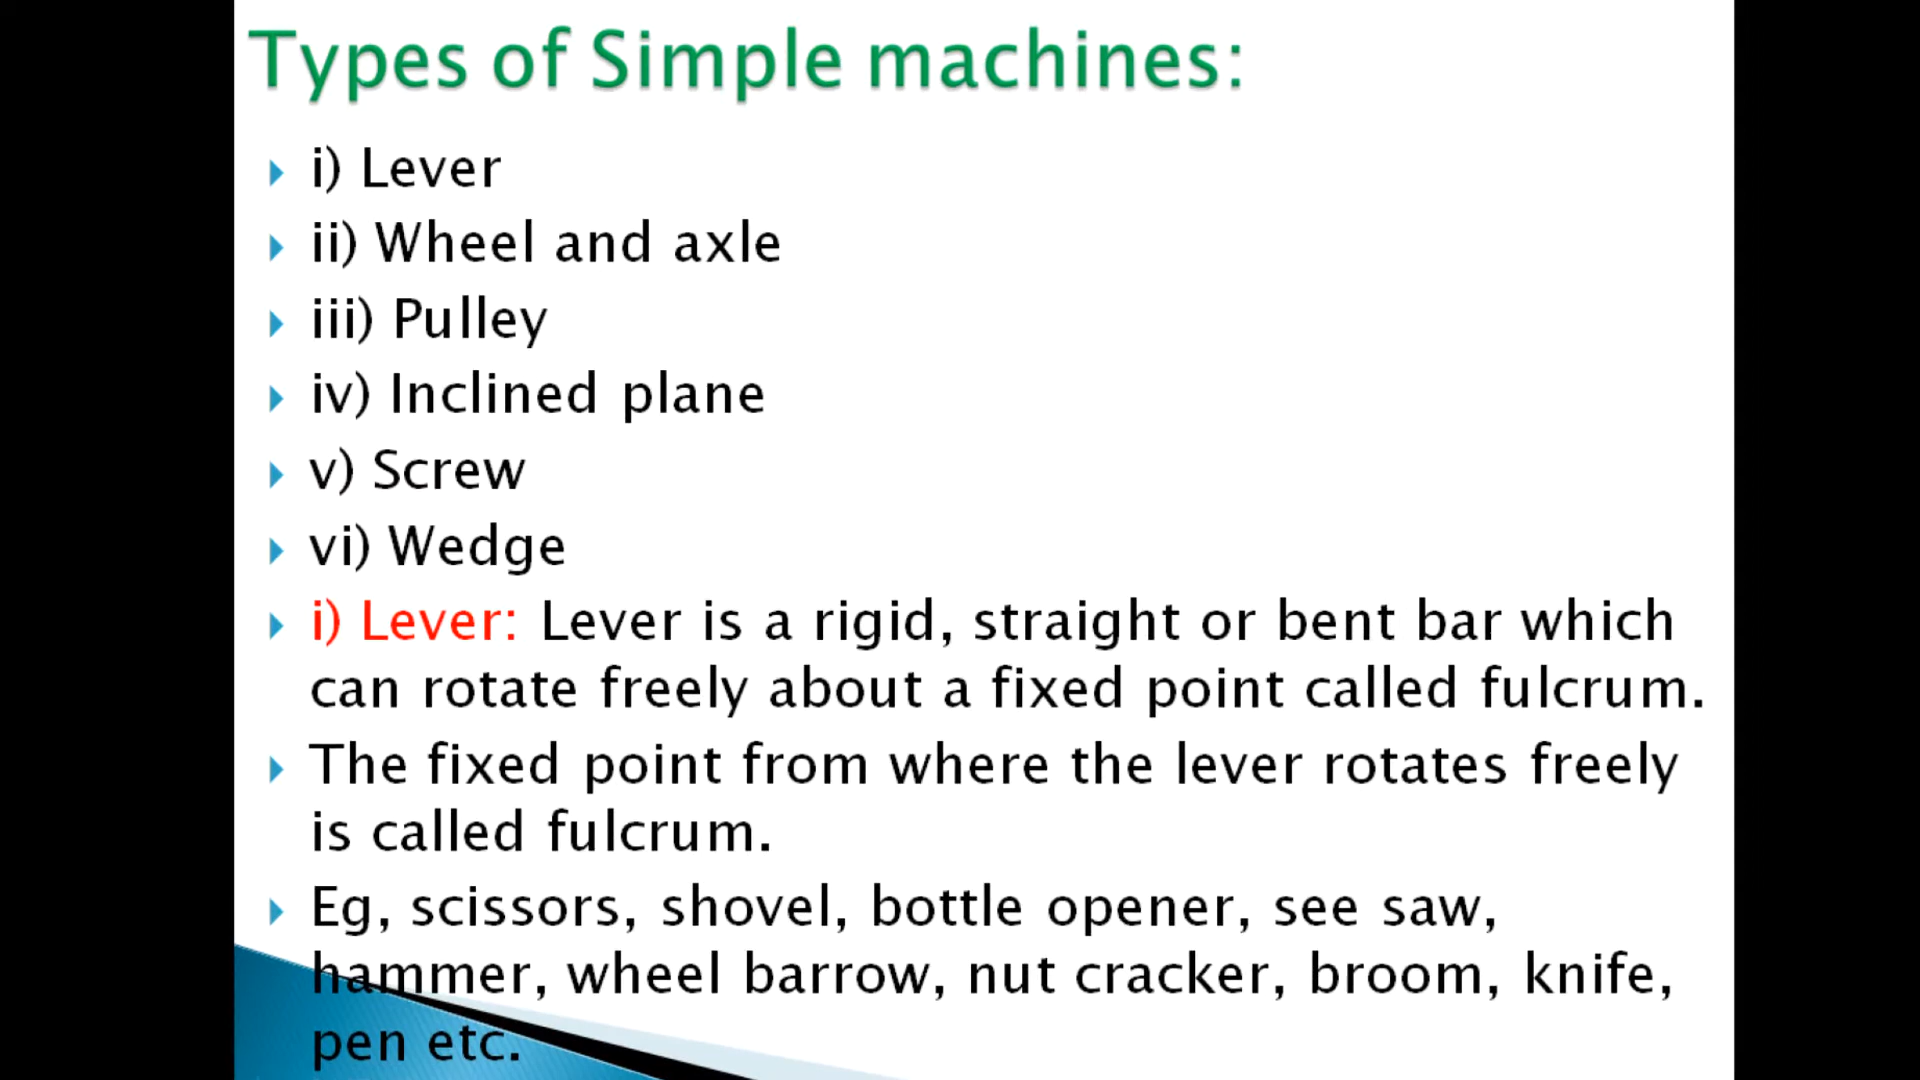 Types of Simple machines:
i) Lever
ii) Wheel and axle
iii) Pulley
iv) Inclined plane
v) Screw
vi) Wedge
i) Lever: Lever is a rigid, straight or bent bar which
can rotate freely about a fixed point called fulcrum.
The fixed point from where the lever rotates freely
is called fulcrum.
Eg, scissors, shovel, bottle opener, see saw,
hammer, wheel barrow, nut cracker, broom, knife,
pen etc.